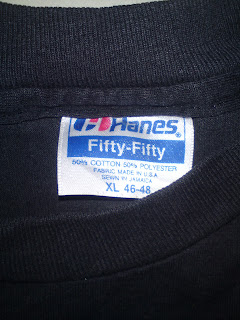 Hanes®
Fifty-Fifty
50% COTTON 50% POLYESTER
FABRIC MADE IN U.S.A
SEWN IN JAMAICA
XL 46-48